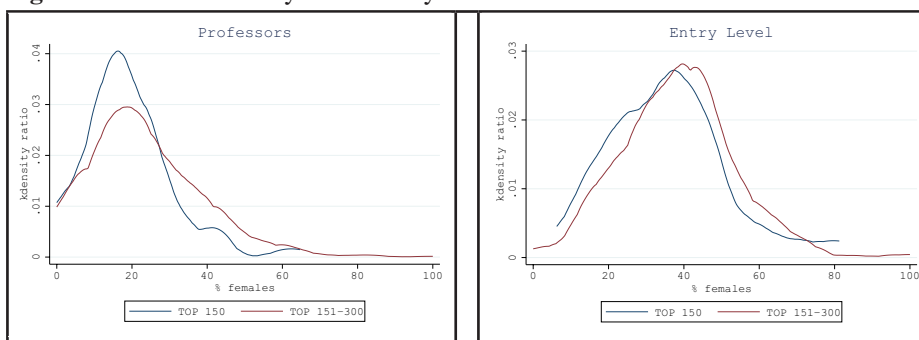 Professors
kdensity ratio
.04
.03
.02
.01
0
0 20 40 60 80 100
% females
TOP 150 TOP 151-300
Entry Level
kdensity ratio
.03
.02
.01
0
0 20 40 60 80 100
% females
TOP 150 TOP 151-300